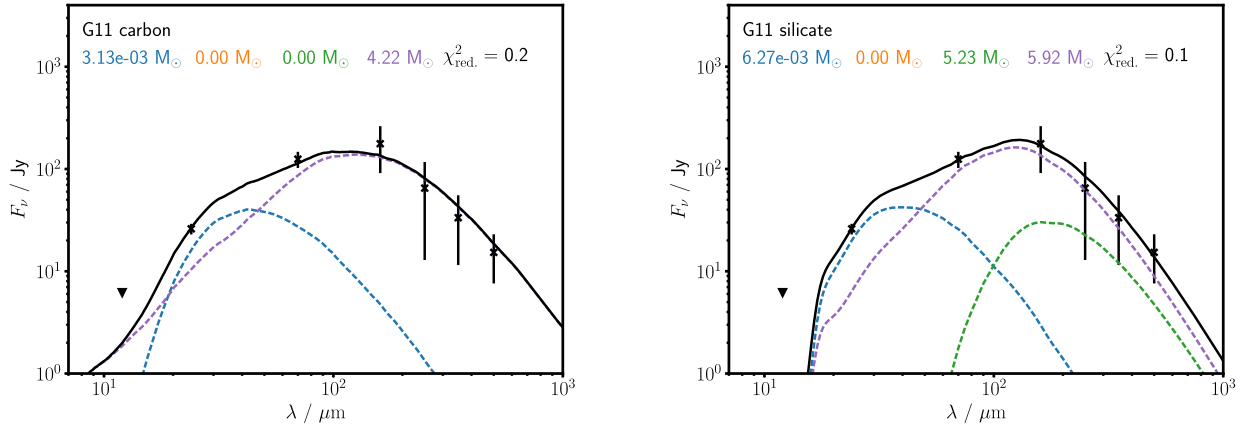 G11 carbon
3.13e-03 M☉ 0.00 M☉ 0.00 M☉ 4.22 M☉ χ²red. = 0.2
10³
10²
10¹
10⁰
F_ν / Jy
10¹ 10² 10³
λ / μm
G11 silicate
6.27e-03 M☉ 0.00 M☉ 5.23 M☉ 5.92 M☉ χ²red. = 0.1
10³
10²
10¹
10⁰
F_ν / Jy
10¹ 10² 10³
λ / μm